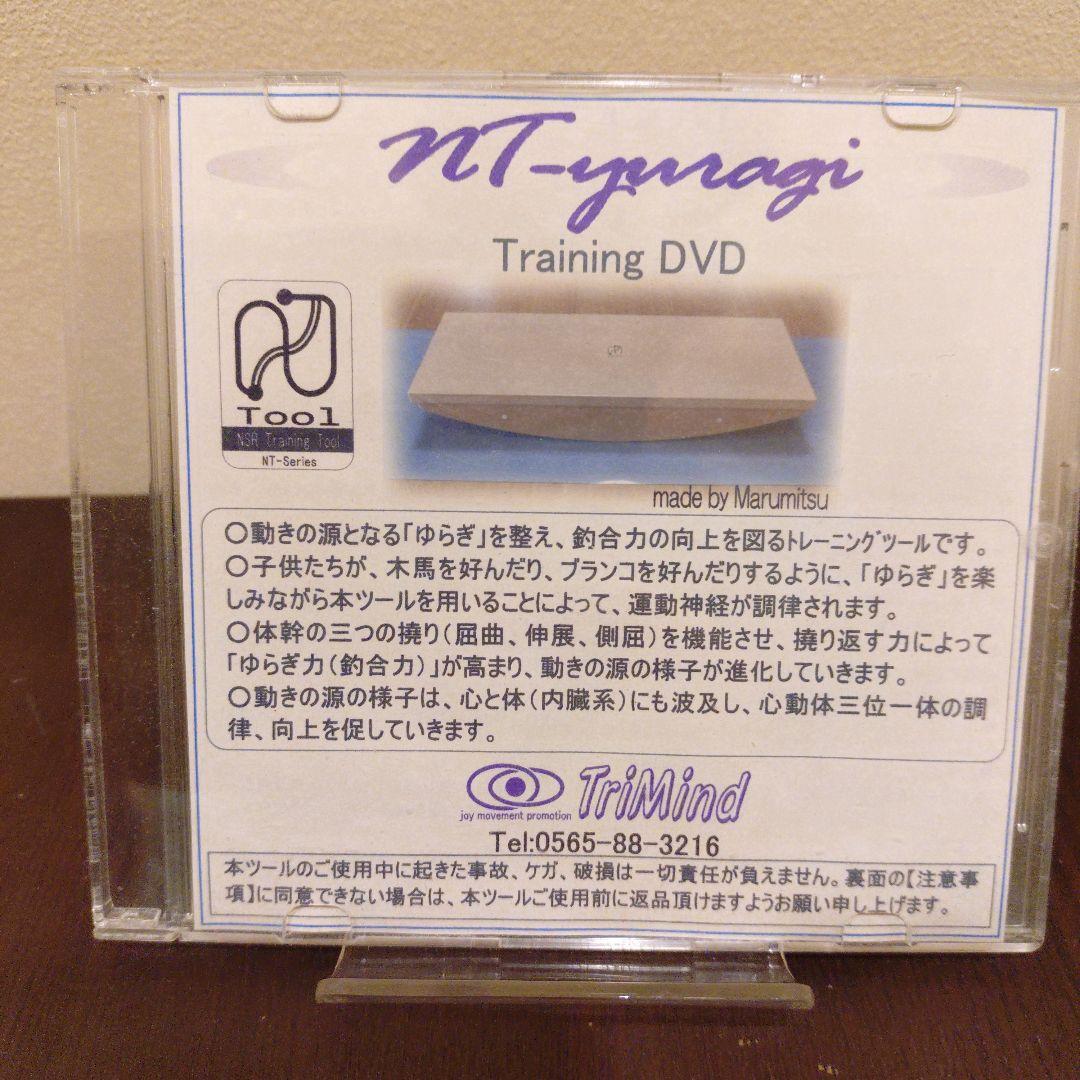 NT-yuragi
Training DVD
Tool
NSR Training Tool
NT-Series
made by Marumitsu
○動きの源となる「ゆらぎ」を整え、釣合力の向上を図るﾄﾚｰﾆﾝｸﾞツールです。
○子供たちが、木馬を好んだり、ブランコを好んだりするように、「ゆらぎ」を楽
しみながら本ツールを用いることによって、運動神経が調律されます。
○体幹の三つの撓り（屈曲、伸展、側屈）を機能させ、撓り返す力によって
「ゆらぎ力（釣合力）」が高まり、動きの源の様子が進化していきます。
○動きの源の様子は、心と体（内臓系）にも波及し、心動体三位一体の調
律、向上を促していきます。
TriMind
joy movement promotion
Tel:0565-88-3216
本ツールのご使用中に起きた事故、ケガ、破損は一切責任が負えません。裏面の【注意事
項】に同意できない場合は、本ツールご使用前に返品頂けますようお願い申し上げます。